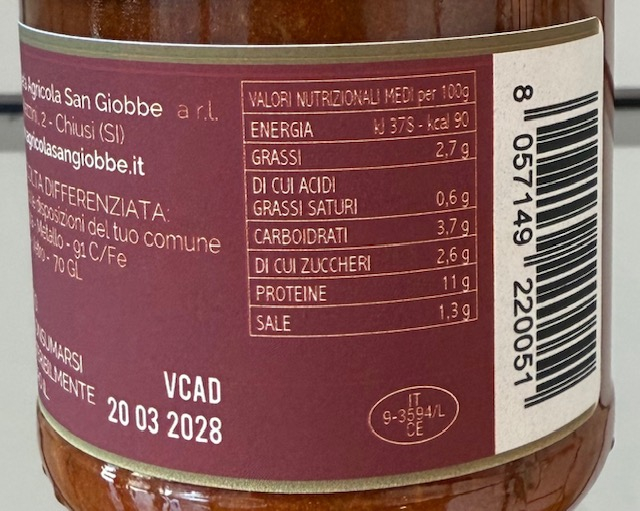 Agricola San Giobbe a r.l.
2 - Chiusi (SI)
agricolasangiobbe.it
DIFFERENZIATA:
disposizioni del tuo comune
Metallo - 91 C/Fe
- 70 GL
VCAD
20 03 2028
VALORI NUTRIZIONALI MEDI per 100g
ENERGIA kJ 378 - kcal 90
GRASSI 2,7 g
DI CUI ACIDI
GRASSI SATURI 0,6 g
CARBOIDRATI 3,7 g
DI CUI ZUCCHERI 2,6 g
PROTEINE 11 g
SALE 1,3 g
IT
9-3594/L
CE
8 057149 220051